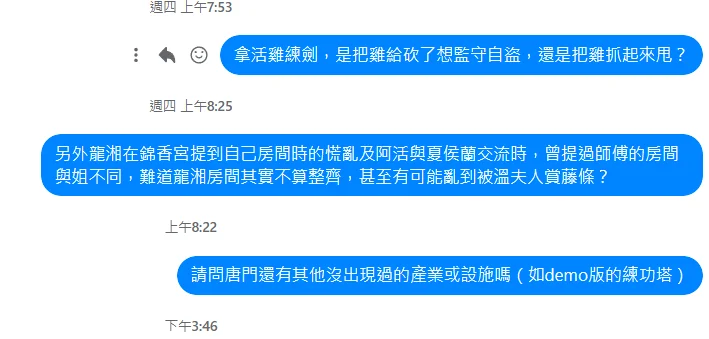 週四 上午7:53
拿活雞練劍，是把雞給砍了想監守自盜，還是把雞抓起來甩？
週四 上午8:25
另外龍湘在錦香宮提到自己房間時的慌亂及阿活與夏侯蘭交流時，曾提過師傅的房間
與姐不同，難道龍湘房間其實不算整齊，甚至有可能亂到被溫夫人賞藤條？
上午8:22
請問唐門還有其他沒出現過的產業或設施嗎（如demo版的練功塔）
下午3:46